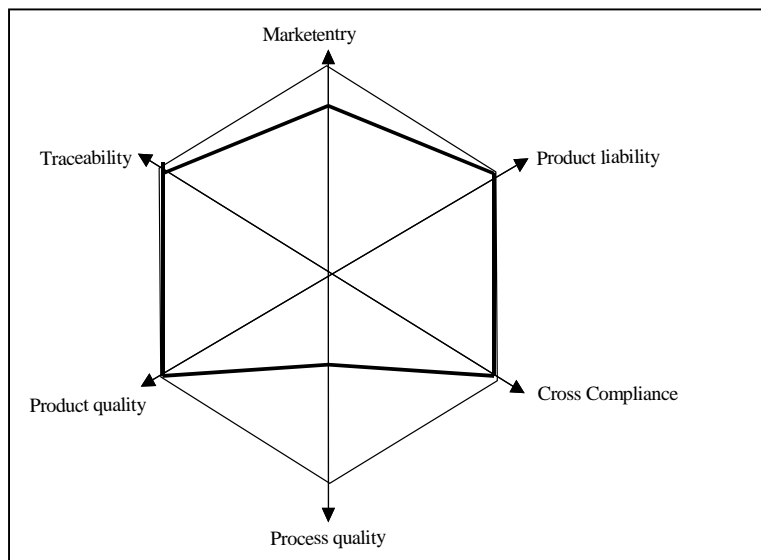 Marketentry
Traceability
Product liability
Product quality
Cross Compliance
Process quality